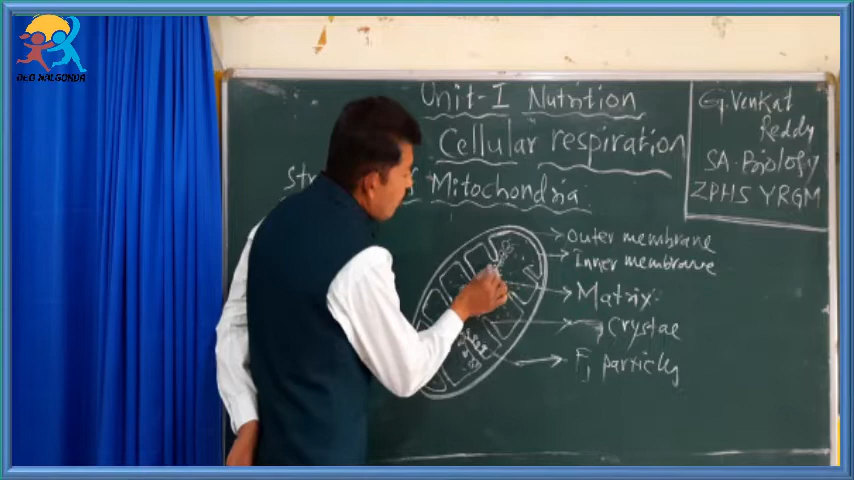 DEO NALGONDA
Unit-I Nutrition
Cellular respiration
Mitochondria
G. Venkat
Reddy
SA. Biology
ZPHS YRGM
Outer membrane
Inner membrane
Matrix
Crystae
F1 particles